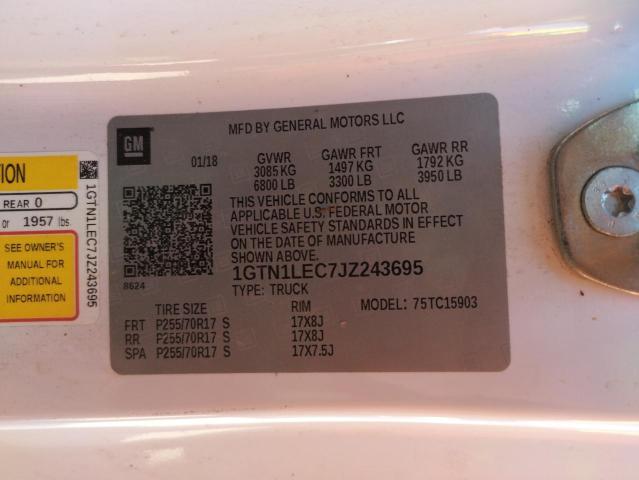 TION
REAR 0
or 1957 lbs
SEE OWNER'S
MANUAL FOR
ADDITIONAL
INFORMATION
1GTN1LEC7JZ243695
GM
MFD BY GENERAL MOTORS LLC
01/18 GVWR GAWR FRT GAWR RR
3085 KG 1497 KG 1792 KG
6800 LB 3300 LB 3950 LB
THIS VEHICLE CONFORMS TO ALL
APPLICABLE U.S. FEDERAL MOTOR
VEHICLE SAFETY STANDARDS IN EFFECT
ON THE DATE OF MANUFACTURE
SHOWN ABOVE.
1GTN1LEC7JZ243695
8624
TYPE: TRUCK
TIRE SIZE RIM MODEL: 75TC15903
FRT P255/70R17 S 17X8J
RR P255/70R17 S 17X8J
SPA P255/70R17 S 17X7.5J